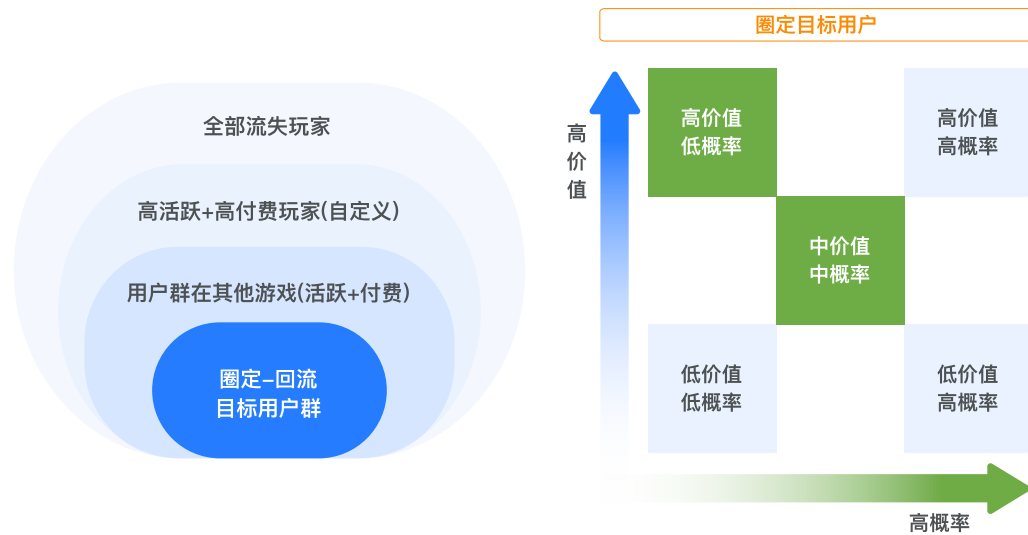 全部流失玩家
高活跃+高付费玩家(自定义)
用户群在其他游戏(活跃+付费)
圈定-回流
目标用户群
圈定目标用户
高
价
值
高价值
低概率
高价值
高概率
中价值
中概率
低价值
低概率
低价值
高概率
高概率